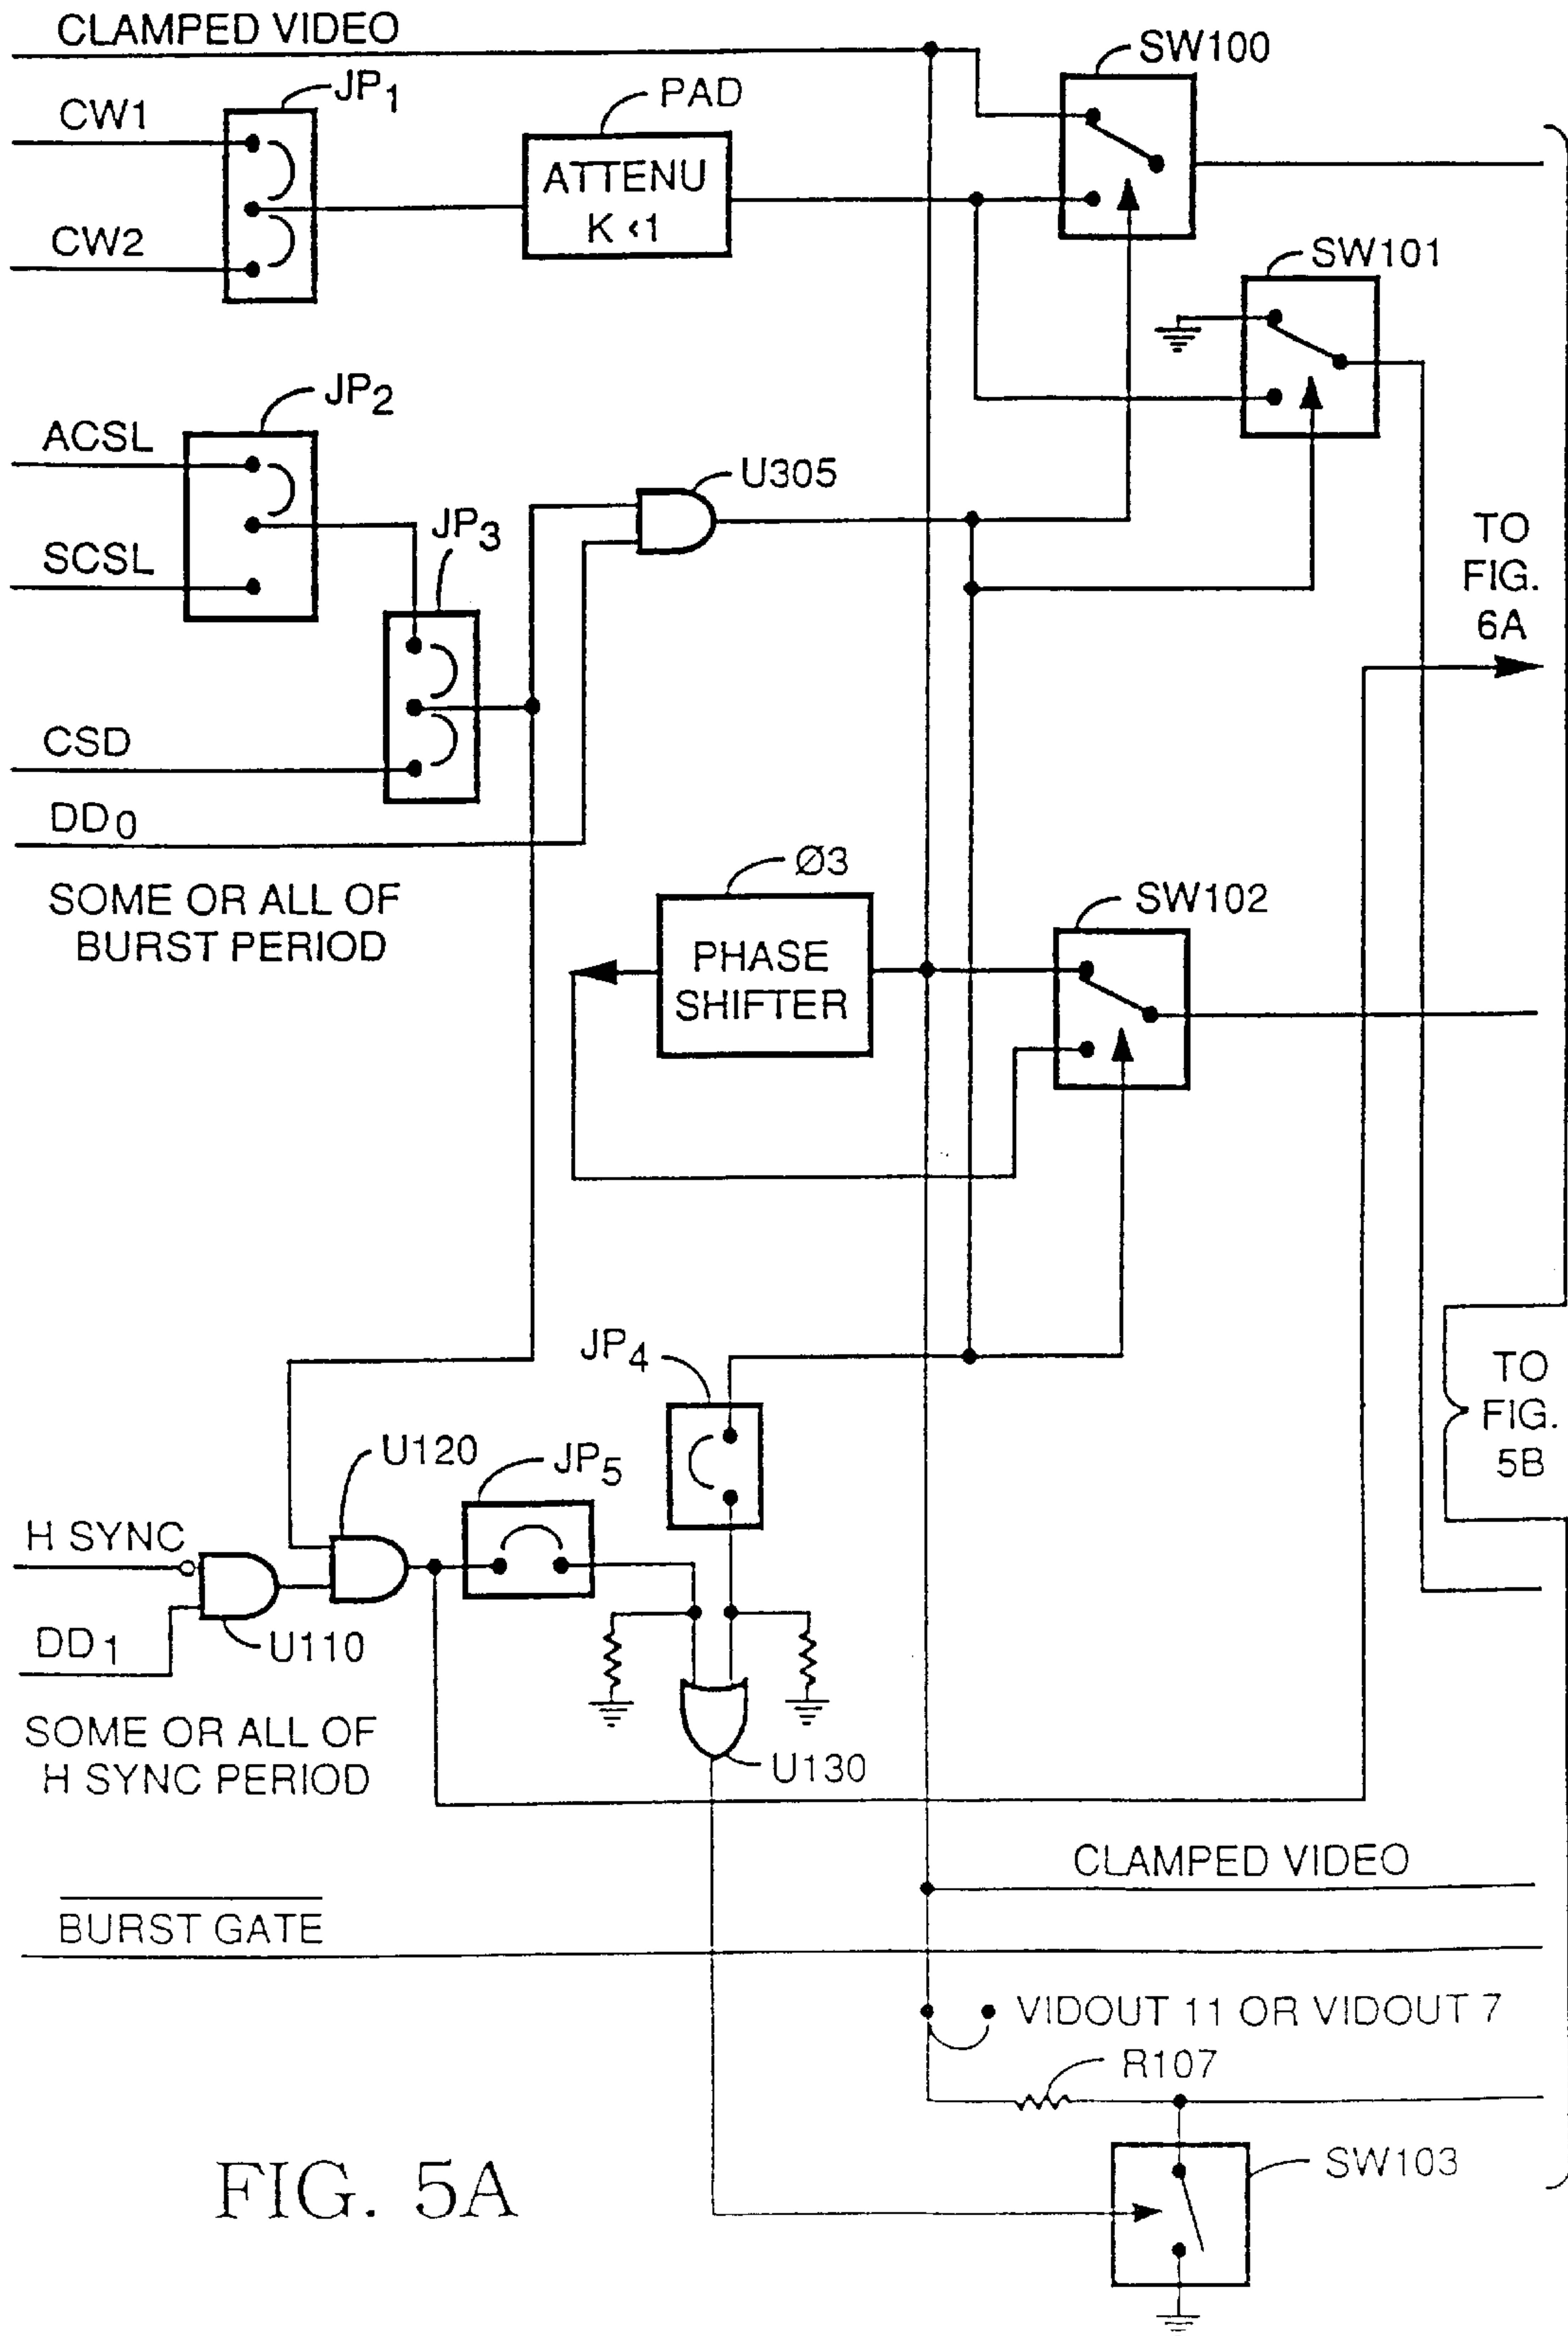 CLAMPED VIDEO
SW100
JP1
PAD
CW1
ATTENU
K <1
CW2
SW101
JP2
ACSL
U305
JP3
TO
FIG.
6A
SCSL
CSD
DD0
Ø3
SW102
SOME OR ALL OF
BURST PERIOD
PHASE
SHIFTER
JP4
TO
FIG.
5B
U120
JP5
H SYNC
DD1
U110
SOME OR ALL OF
H SYNC PERIOD
U130
CLAMPED VIDEO
BURST GATE
VIDOUT 11 OR VIDOUT 7
R107
SW103
FIG. 5A